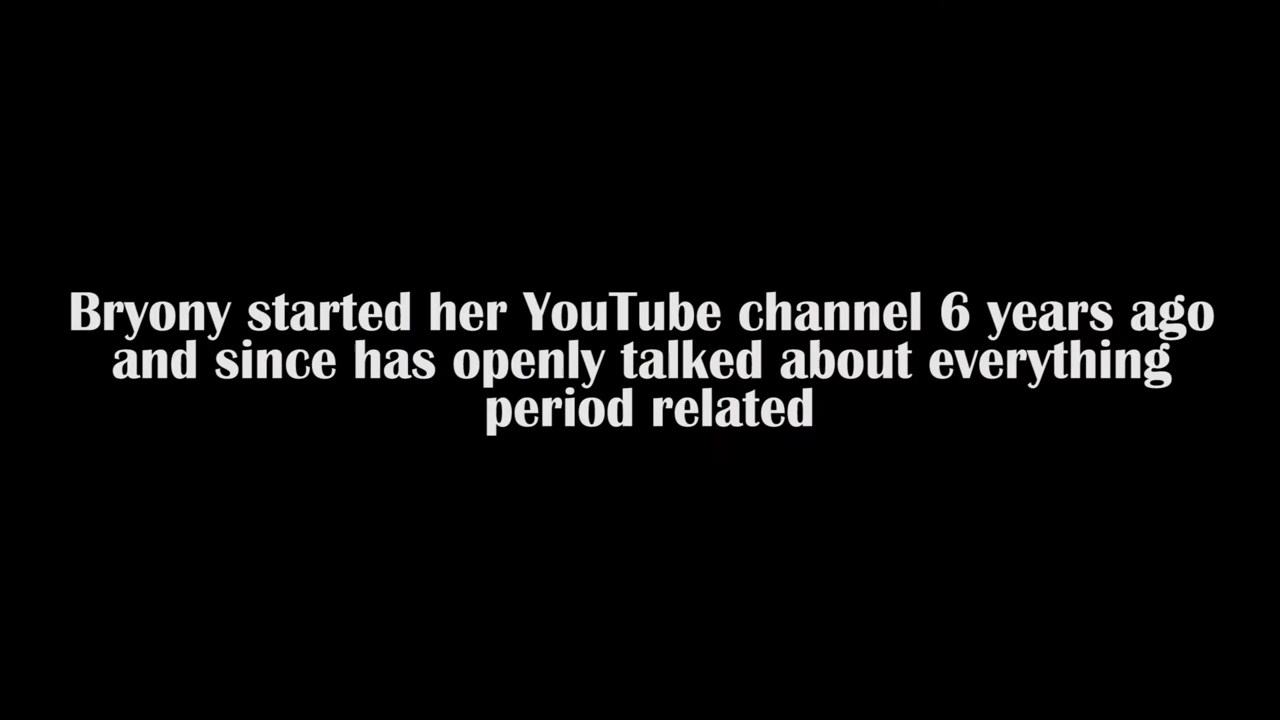 Bryony started her YouTube channel 6 years ago
and since has openly talked about everything
period related